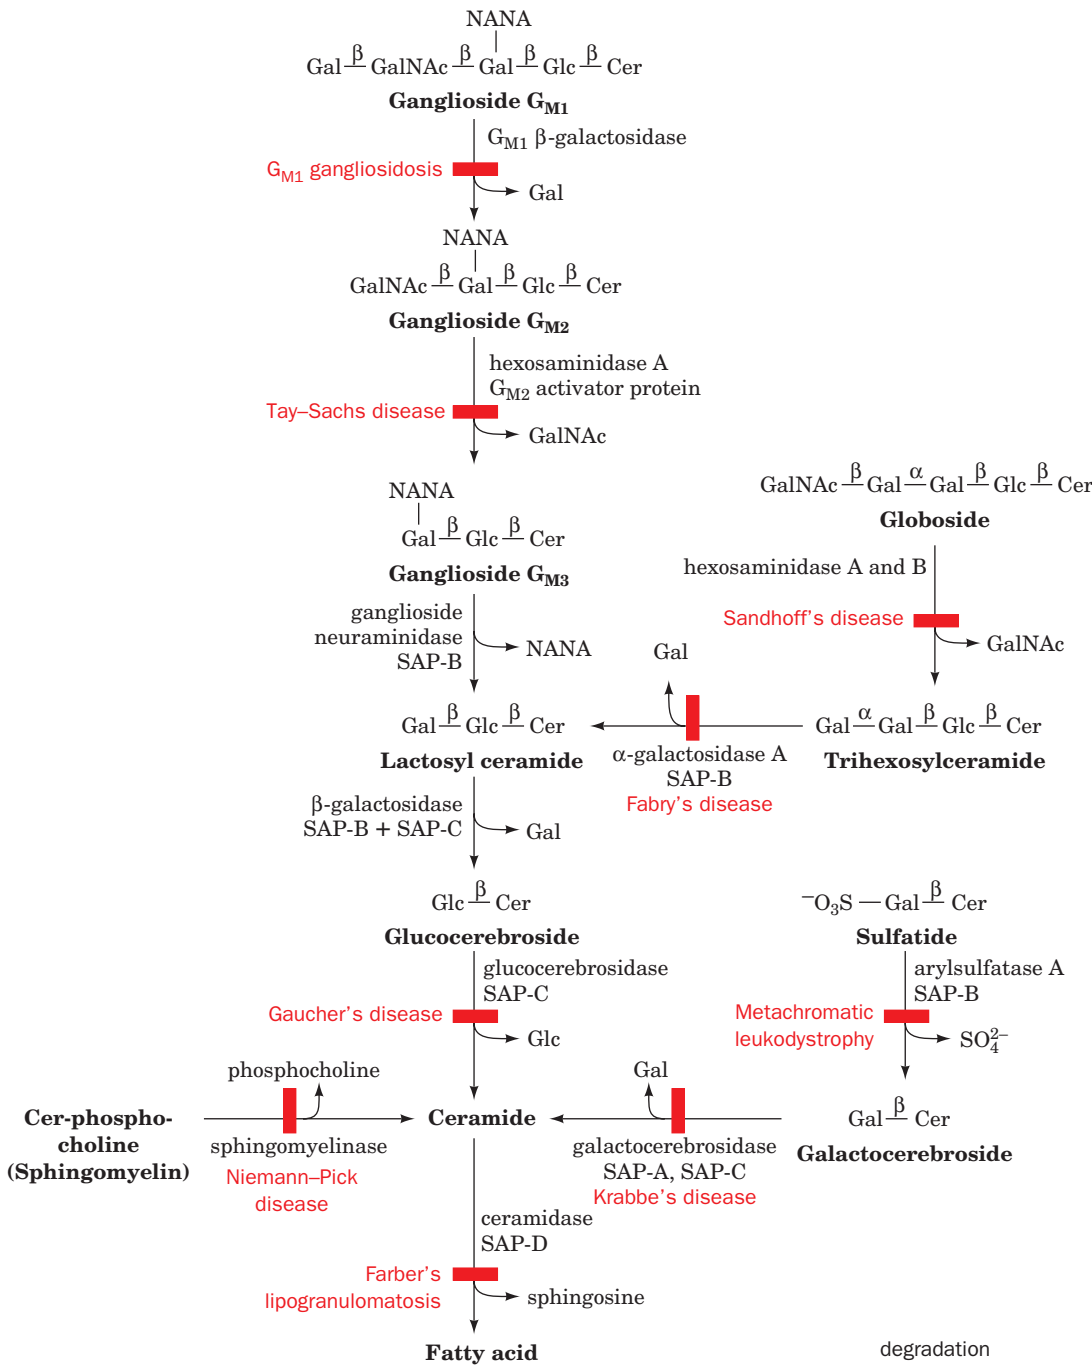 NANA
Gal β GalNAc β Gal β Glc β Cer
Ganglioside GM1
GM1 β-galactosidase
GM1 gangliosidosis
Gal
NANA
GalNAc β Gal β Glc β Cer
Ganglioside GM2
hexosaminidase A
GM2 activator protein
Tay–Sachs disease
GalNAc
NANA
Gal β Glc β Cer
Ganglioside GM3
GalNAc β Gal α Gal β Glc β Cer
Globoside
hexosaminidase A and B
Sandhoff's disease
GalNAc
ganglioside
neuraminidase
SAP-B
NANA
Gal
Gal β Glc β Cer
Lactosyl ceramide
α-galactosidase A
SAP-B
Fabry's disease
Gal α Gal β Glc β Cer
Trihexosylceramide
β-galactosidase
SAP-B + SAP-C
Gal
Glc β Cer
Glucocerebroside
−O3S — Gal β Cer
Sulfatide
glucocerebrosidase
SAP-C
Gaucher's disease
Glc
arylsulfatase A
SAP-B
Metachromatic
leukodystrophy
SO4 2−
phosphocholine
Cer-phospho-
choline
(Sphingomyelin)
sphingomyelinase
Niemann–Pick
disease
Ceramide
Gal
galactocerebrosidase
SAP-A, SAP-C
Krabbe's disease
Gal β Cer
Galactocerebroside
ceramidase
SAP-D
Farber's
lipogranulomatosis
sphingosine
Fatty acid
degradation